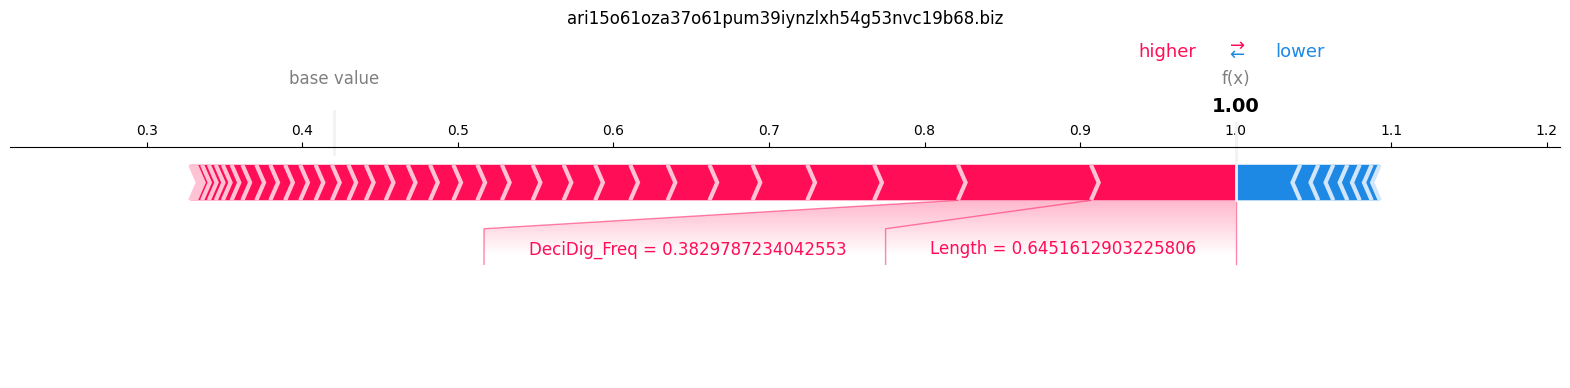 ari15o61oza37o61pum39iynzlxh54g53nvc19b68.biz
higher ⇄ lower
base value f(x)
1.00
0.3 0.4 0.5 0.6 0.7 0.8 0.9 1.0 1.1 1.2
DeciDig_Freq = 0.3829787234042553 Length = 0.6451612903225806